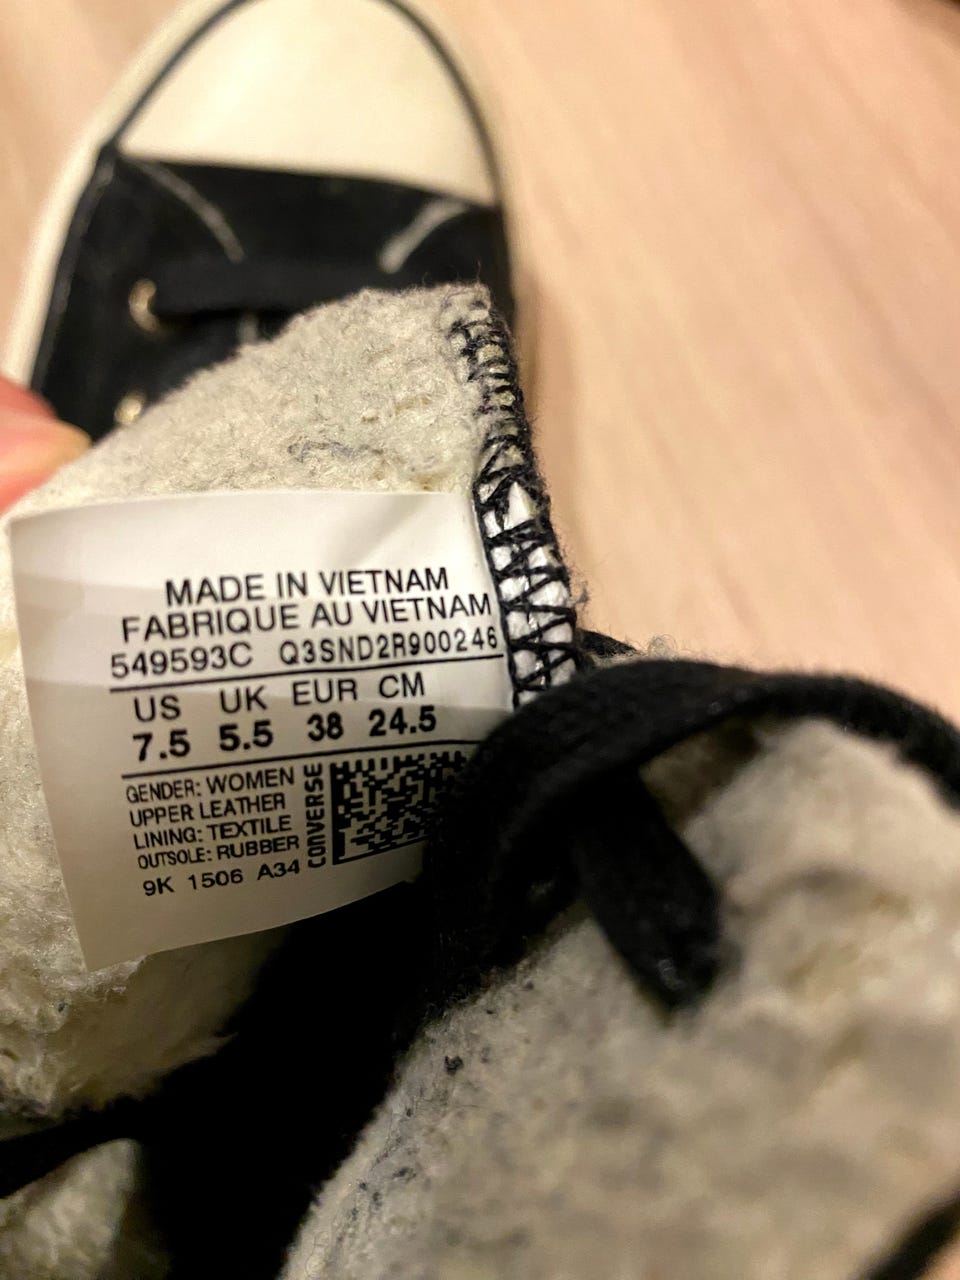 MADE IN VIETNAM
FABRIQUE AU VIETNAM
549593C Q3SND2R900246
US UK EUR CM
7.5 5.5 38 24.5
GENDER: WOMEN
UPPER LEATHER
LINING: TEXTILE
OUTSOLE: RUBBER
9K 1506 A34
CONVERSE